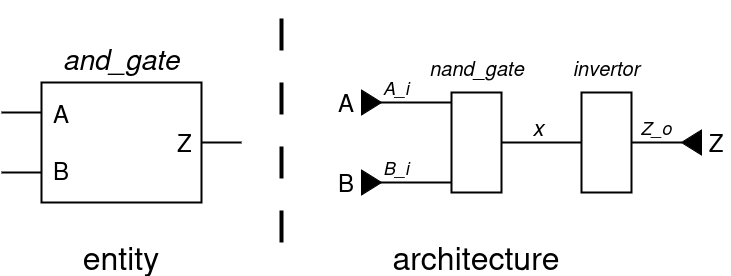 and_gate
A
B
Z
entity
nand_gate
invertor
A
A_i
B
B_i
x
Z_o
Z
architecture